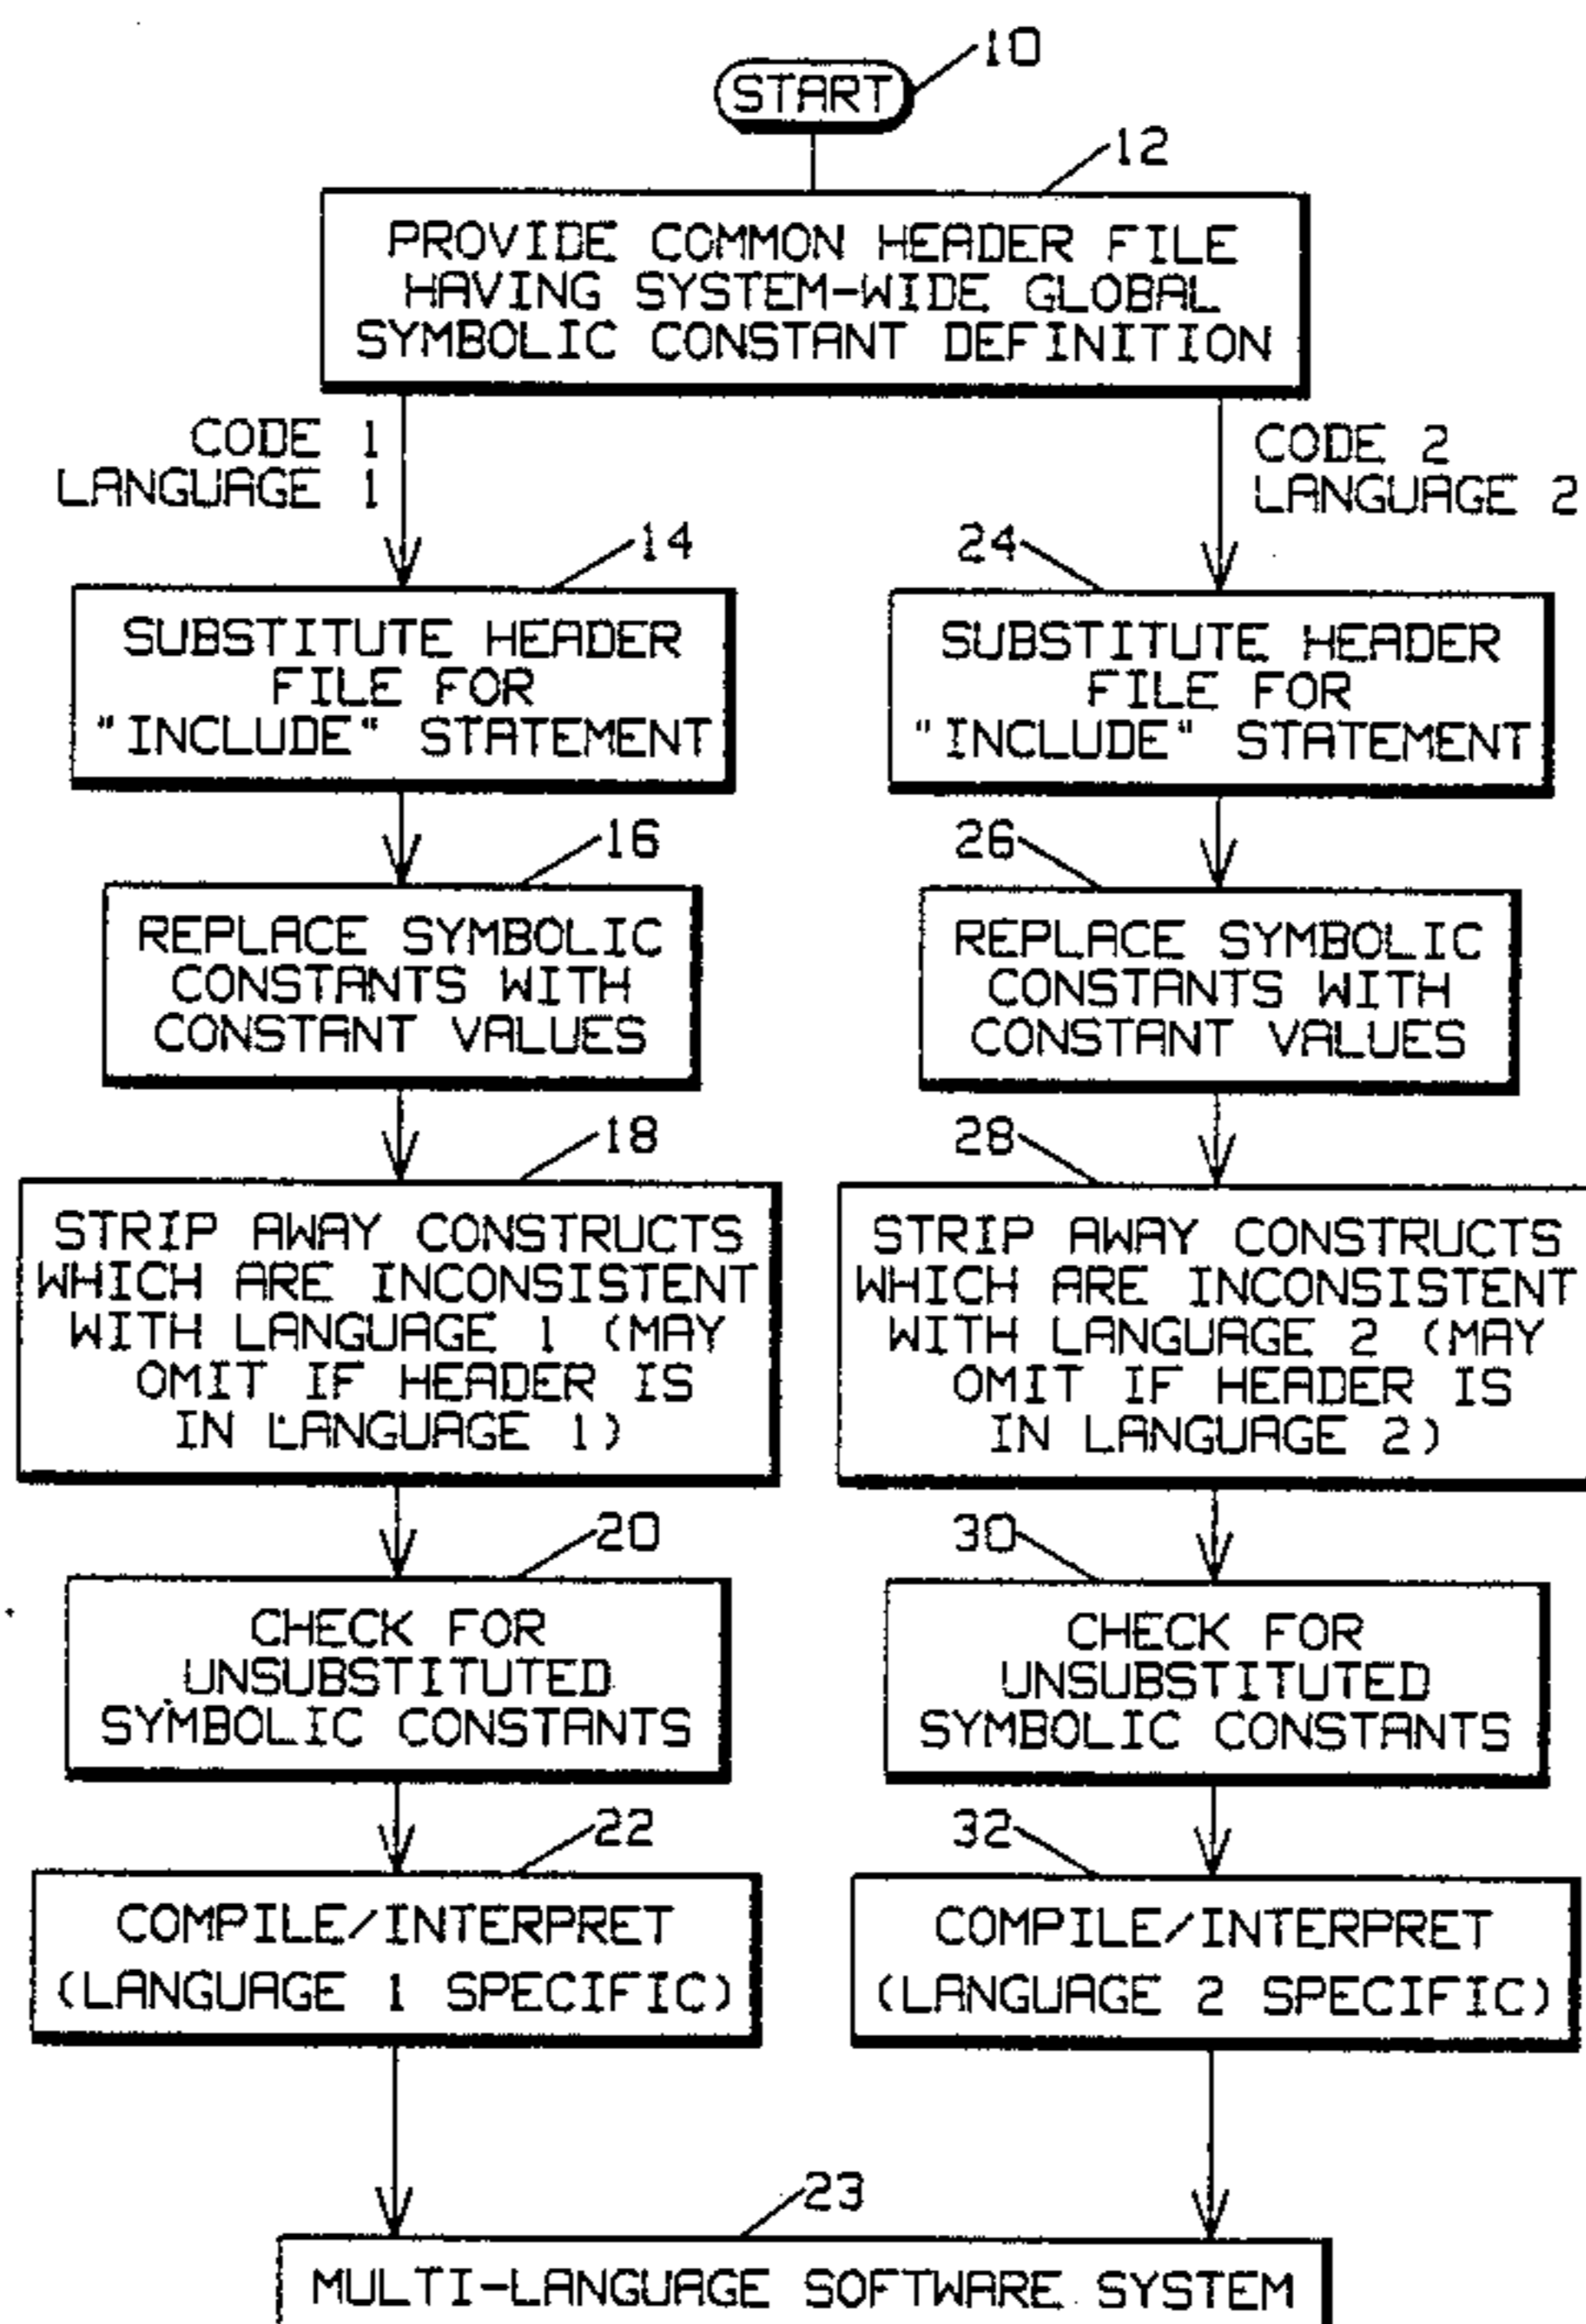 10
START
12
PROVIDE COMMON HEADER FILE
HAVING SYSTEM-WIDE GLOBAL
SYMBOLIC CONSTANT DEFINITION
CODE 1
LANGUAGE 1
CODE 2
LANGUAGE 2
14
SUBSTITUTE HEADER
FILE FOR
"INCLUDE" STATEMENT
24
SUBSTITUTE HEADER
FILE FOR
"INCLUDE" STATEMENT
16
REPLACE SYMBOLIC
CONSTANTS WITH
CONSTANT VALUES
26
REPLACE SYMBOLIC
CONSTANTS WITH
CONSTANT VALUES
18
STRIP AWAY CONSTRUCTS
WHICH ARE INCONSISTENT
WITH LANGUAGE 1 (MAY
OMIT IF HEADER IS
IN LANGUAGE 1)
28
STRIP AWAY CONSTRUCTS
WHICH ARE INCONSISTENT
WITH LANGUAGE 2 (MAY
OMIT IF HEADER IS
IN LANGUAGE 2)
20
CHECK FOR
UNSUBSTITUTED
SYMBOLIC CONSTANTS
30
CHECK FOR
UNSUBSTITUTED
SYMBOLIC CONSTANTS
22
COMPILE/INTERPRET
(LANGUAGE 1 SPECIFIC)
32
COMPILE/INTERPRET
(LANGUAGE 2 SPECIFIC)
23
MULTI-LANGUAGE SOFTWARE SYSTEM